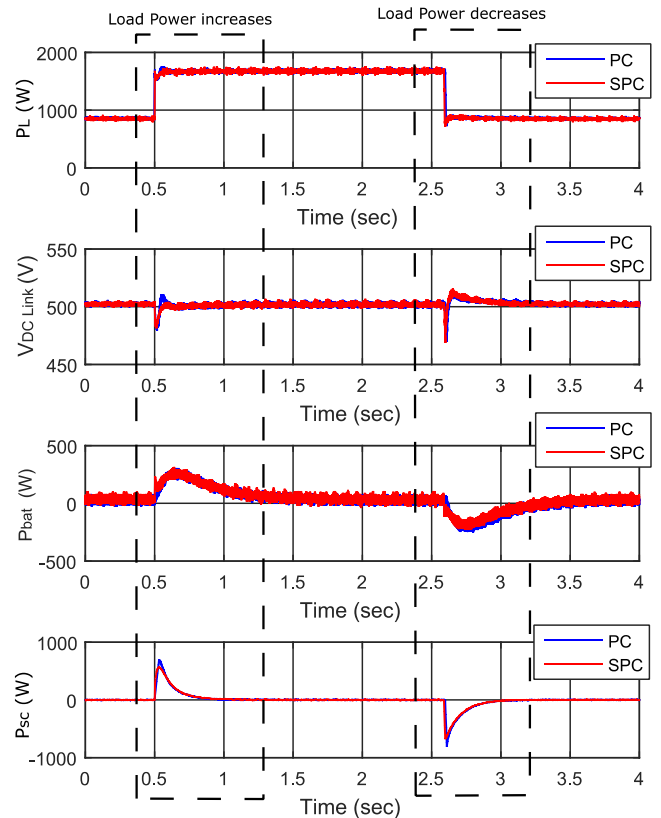 Load Power increases
Load Power decreases
PL (W)
2000
1000
0
PC
SPC
0 0.5 1 1.5 2 2.5 3 3.5 4
Time (sec)
VDC Link (V)
550
500
450
PC
SPC
0 0.5 1 1.5 2 2.5 3 3.5 4
Time (sec)
Pbat (W)
500
0
-500
PC
SPC
0 0.5 1 1.5 2 2.5 3 3.5 4
Time (sec)
Psc (W)
1000
0
-1000
PC
SPC
0 0.5 1 1.5 2 2.5 3 3.5 4
Time (sec)